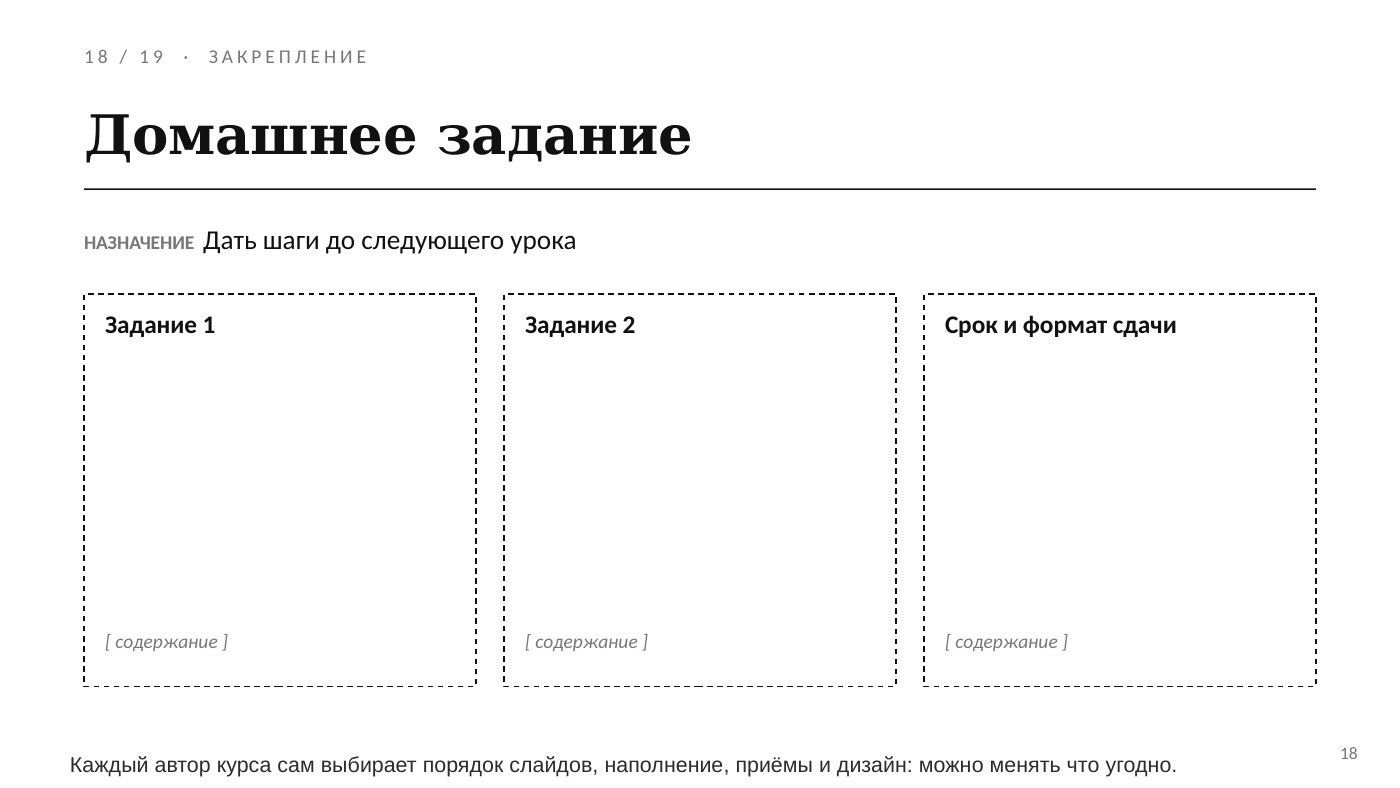 18 / 19 · ЗАКРЕПЛЕНИЕ
Домашнее задание
НАЗНАЧЕНИЕ Дать шаги до следующего урока
Задание 1
[ содержание ]
Задание 2
[ содержание ]
Срок и формат сдачи
[ содержание ]
Каждый автор курса сам выбирает порядок слайдов, наполнение, приёмы и дизайн: можно менять что угодно.
18